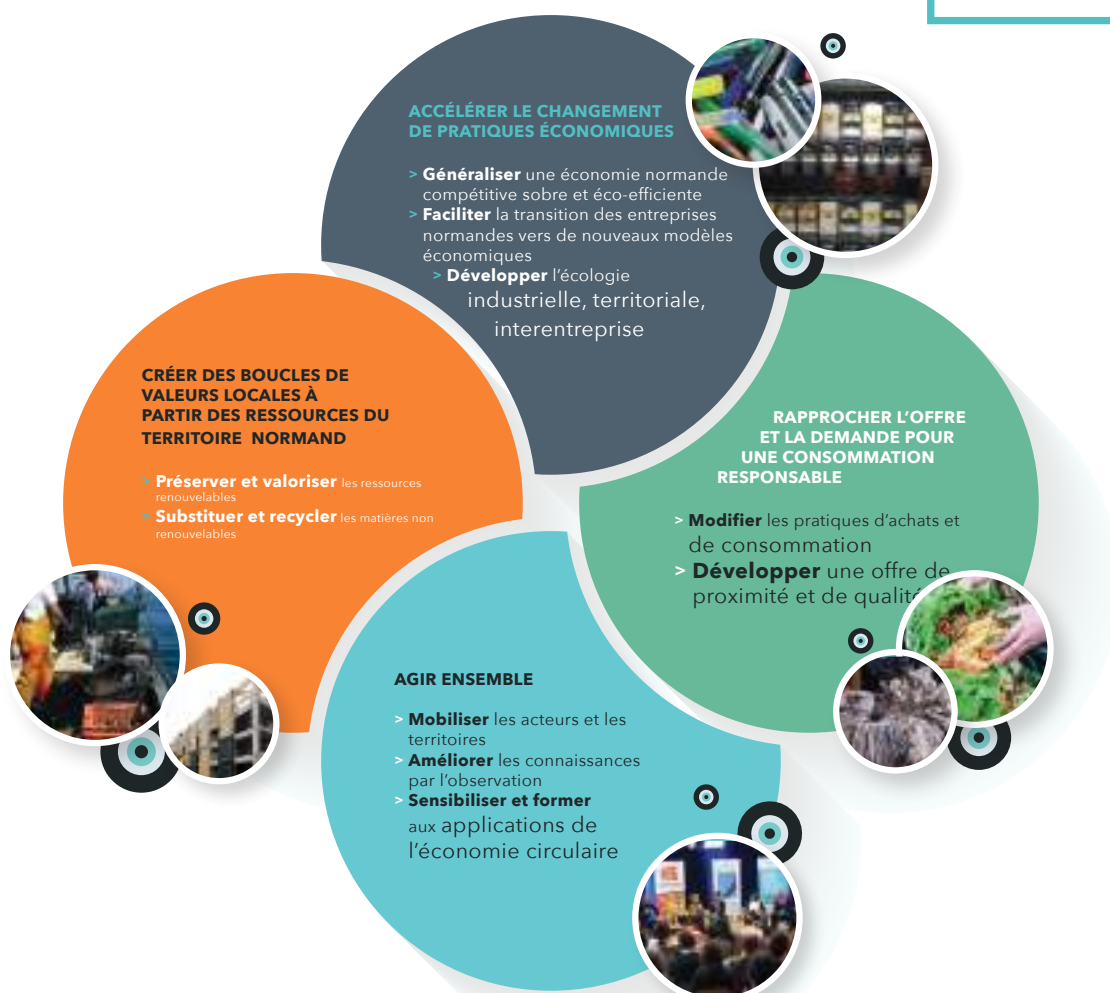 ACCÉLÉRER LE CHANGEMENT
DE PRATIQUES ÉCONOMIQUES
> Généraliser une économie normande
compétitive sobre et éco-efficiente
> Faciliter la transition des entreprises
normandes vers de nouveaux modèles
économiques
> Développer l'écologie
industrielle, territoriale,
interentreprise
CRÉER DES BOUCLES DE
VALEURS LOCALES À
PARTIR DES RESSOURCES DU
TERRITOIRE NORMAND
> Préserver et valoriser les ressources
renouvelables
> Substituer et recycler les matières non
renouvelables
RAPPROCHER L'OFFRE
ET LA DEMANDE POUR
UNE CONSOMMATION
RESPONSABLE
> Modifier les pratiques d'achats et
de consommation
> Développer une offre de
proximité et de qualité
AGIR ENSEMBLE
> Mobiliser les acteurs et les
territoires
> Améliorer les connaissances
par l'observation
> Sensibiliser et former
aux applications de
l'économie circulaire